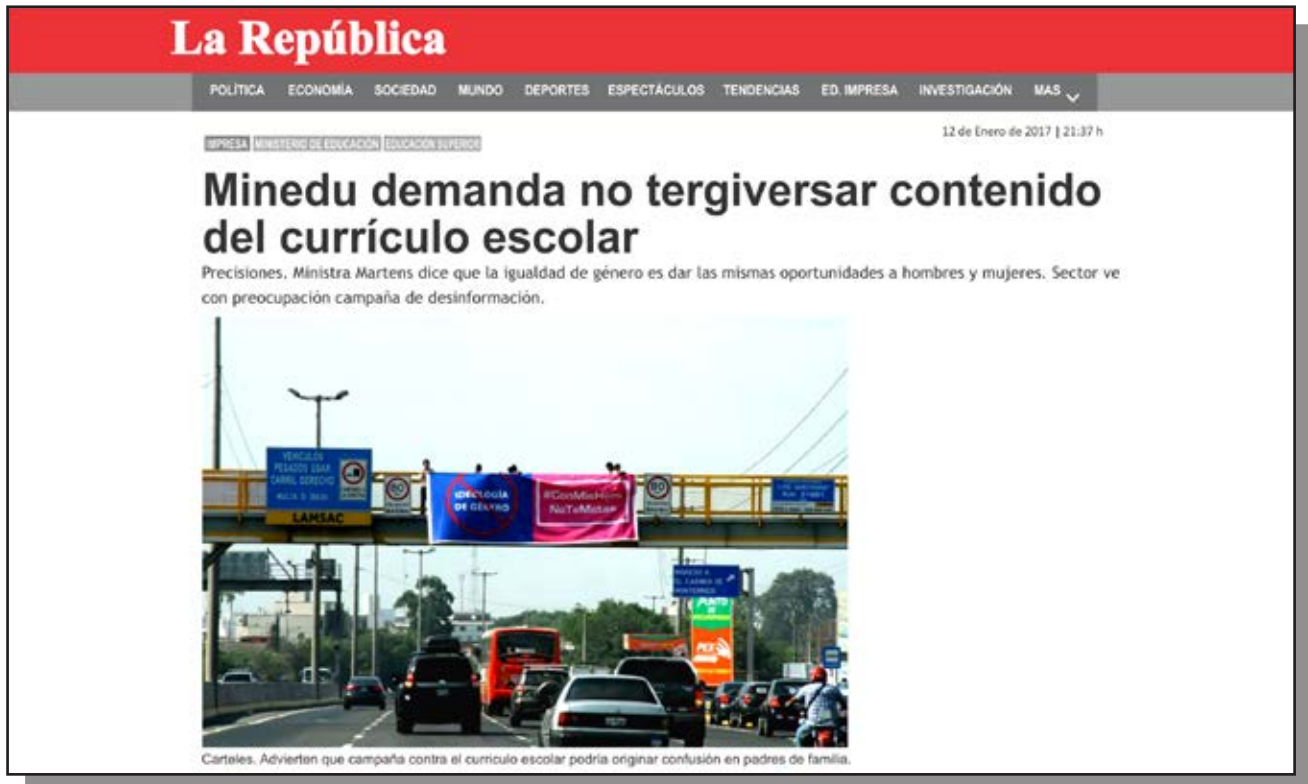 La República
POLÍTICA ECONOMÍA SOCIEDAD MUNDO DEPORTES ESPECTÁCULOS TENDENCIAS ED. IMPRESA INVESTIGACIÓN MAS
12 de Enero de 2017 | 21:37 h
IMPRESA MINISTERIO DE EDUCACIÓN EDUCACIÓN SUPERIOR
Minedu demanda no tergiversar contenido
del currículo escolar
Precisiones. Ministra Martens dice que la igualdad de género es dar las mismas oportunidades a hombres y mujeres. Sector ve
con preocupación campaña de desinformación.
VEHICULOS
PESADOS USAR
CARRIL DERECHO
LAMSAC
80
IDEOLOGÍA
DE GÉNERO
#ConMisHijos
NoTeMetas
80
PUNTO
Carteles. Advierten que campaña contra el currículo escolar podría originar confusión en padres de familia.